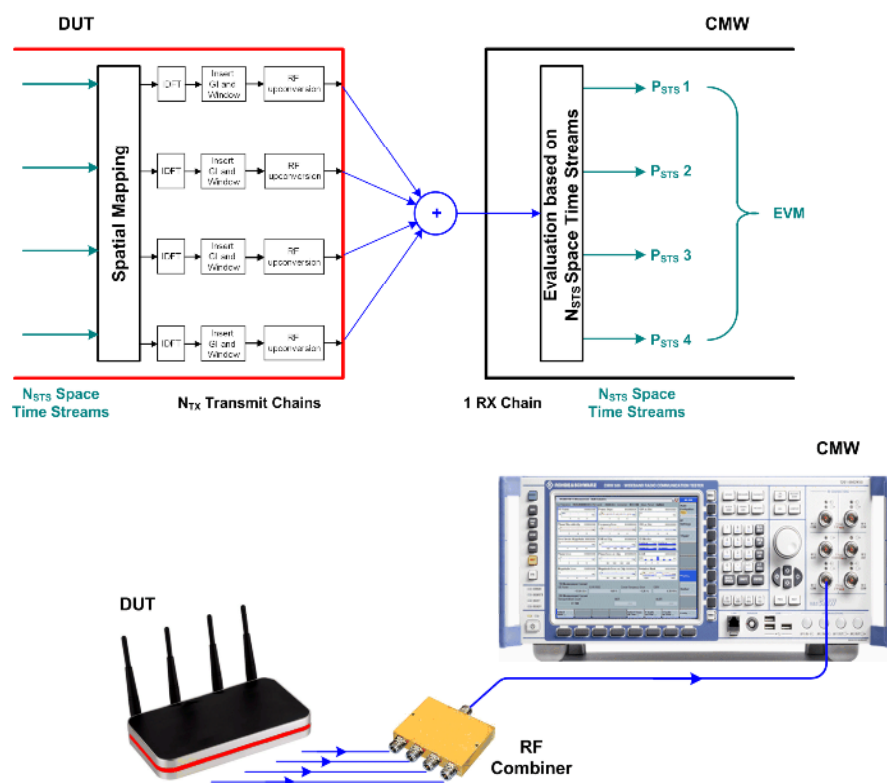 DUT
CMW
Spatial Mapping
IDFT
Insert
GI and
Window
RF
upconversion
IDFT
Insert
GI and
Window
RF
upconversion
IDFT
Insert
GI and
Window
RF
upconversion
IDFT
Insert
GI and
Window
RF
upconversion
+
Evaluation based on
NSTS Space Time Streams
PSTS 1
PSTS 2
PSTS 3
PSTS 4
EVM
NSTS Space
Time Streams
NTX Transmit Chains
1 RX Chain
NSTS Space
Time Streams
CMW
ROHDE&SCHWARZ
DUT
RF
Combiner